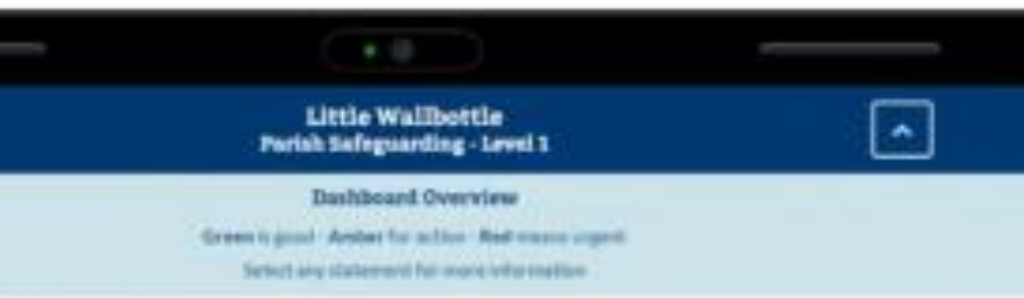 Little Wallbottle
Parish Safeguarding - Level 1
Dashboard Overview
Green is good · Amber for action · Red means urgent
Select any statement for more information